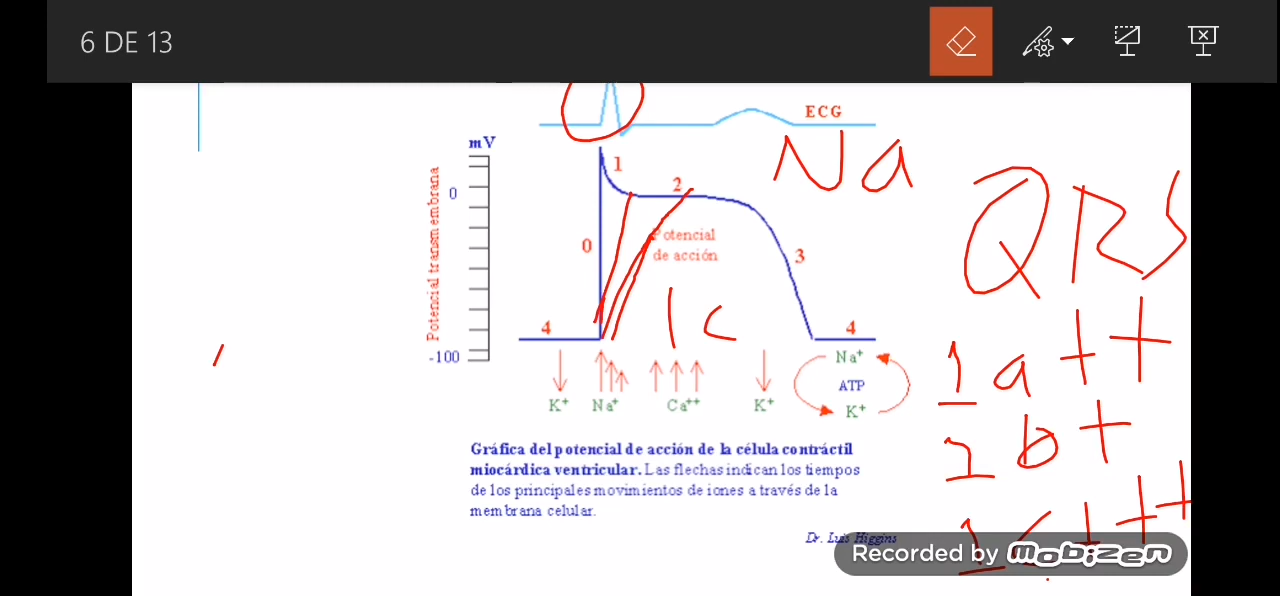 6 DE 13
ECG
mV
Na
1
2
QRS
0
Potencial transmembrana
0
Potencial
de acción
3
1c
4
4
-100
Na+
1a++
K+
Na+
Ca++
K+
ATP
K+
1b+
Gráfica del potencial de acción de la célula contráctil
miocárdica ventricular. Las flechas indican los tiempos
de los principales movimientos de iones a través de la
membrana celular.
1c+++
Dr. Luis Higgins
Recorded by mobizen